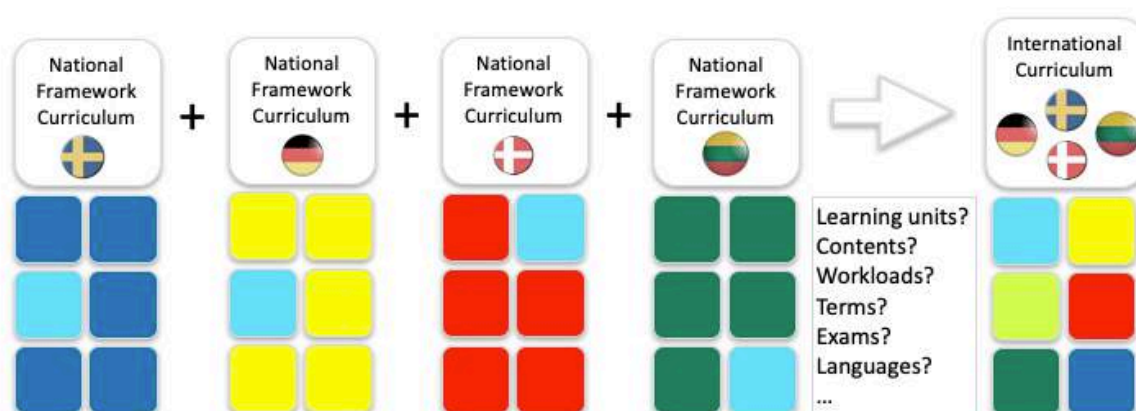 National
Framework
Curriculum
+
National
Framework
Curriculum
+
National
Framework
Curriculum
+
National
Framework
Curriculum
International
Curriculum
Learning units?
Contents?
Workloads?
Terms?
Exams?
Languages?
...